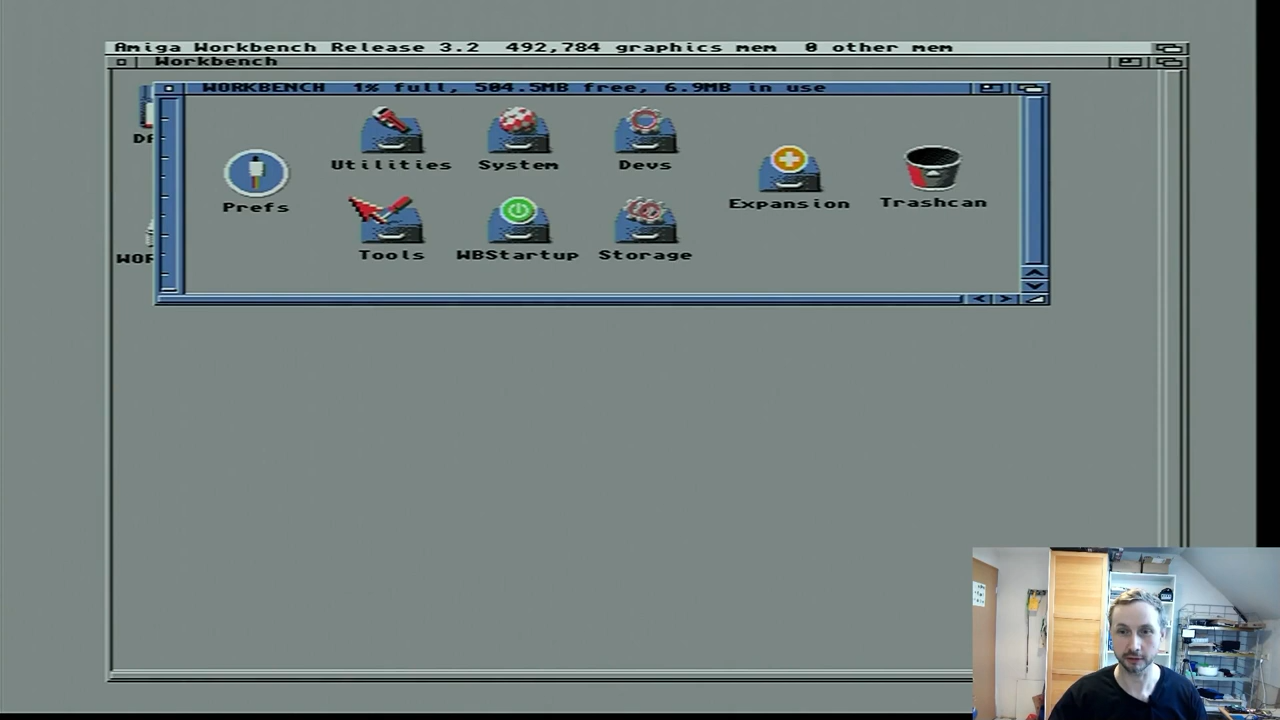 Amiga Workbench Release 3.2 492,784 graphics mem 0 other mem
Workbench
WORKBENCH 1% full, 504.5MB free, 6.9MB in use
Utilities System Devs
Prefs Expansion Trashcan
Tools WBStartup Storage